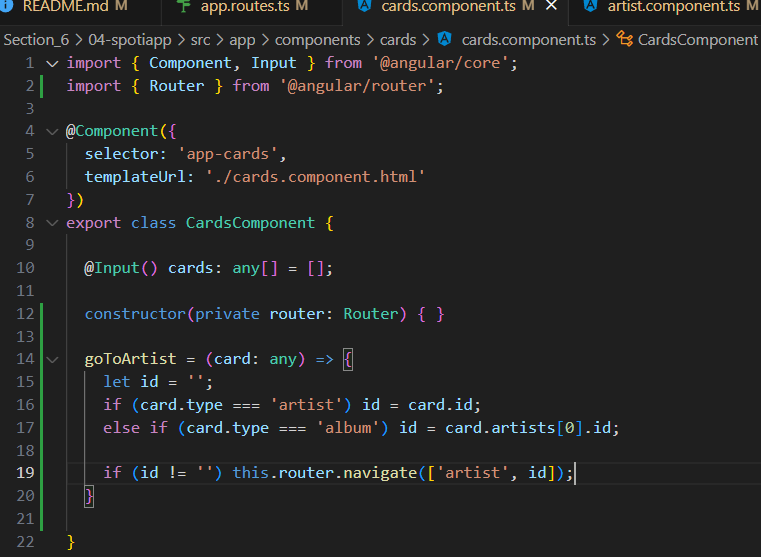 README.md M app.routes.ts M cards.component.ts M artist.component.ts M
Section_6 > 04-spotiapp > src > app > components > cards > cards.component.ts > CardsComponent
1 import { Component, Input } from '@angular/core';
2 import { Router } from '@angular/router';
3
4 @Component({
5 selector: 'app-cards',
6 templateUrl: './cards.component.html'
7 })
8 export class CardsComponent {
9
10 @Input() cards: any[] = [];
11
12 constructor(private router: Router) { }
13
14 goToArtist = (card: any) => {
15 let id = '';
16 if (card.type === 'artist') id = card.id;
17 else if (card.type === 'album') id = card.artists[0].id;
18
19 if (id != '') this.router.navigate(['artist', id]);
20 }
21
22 }